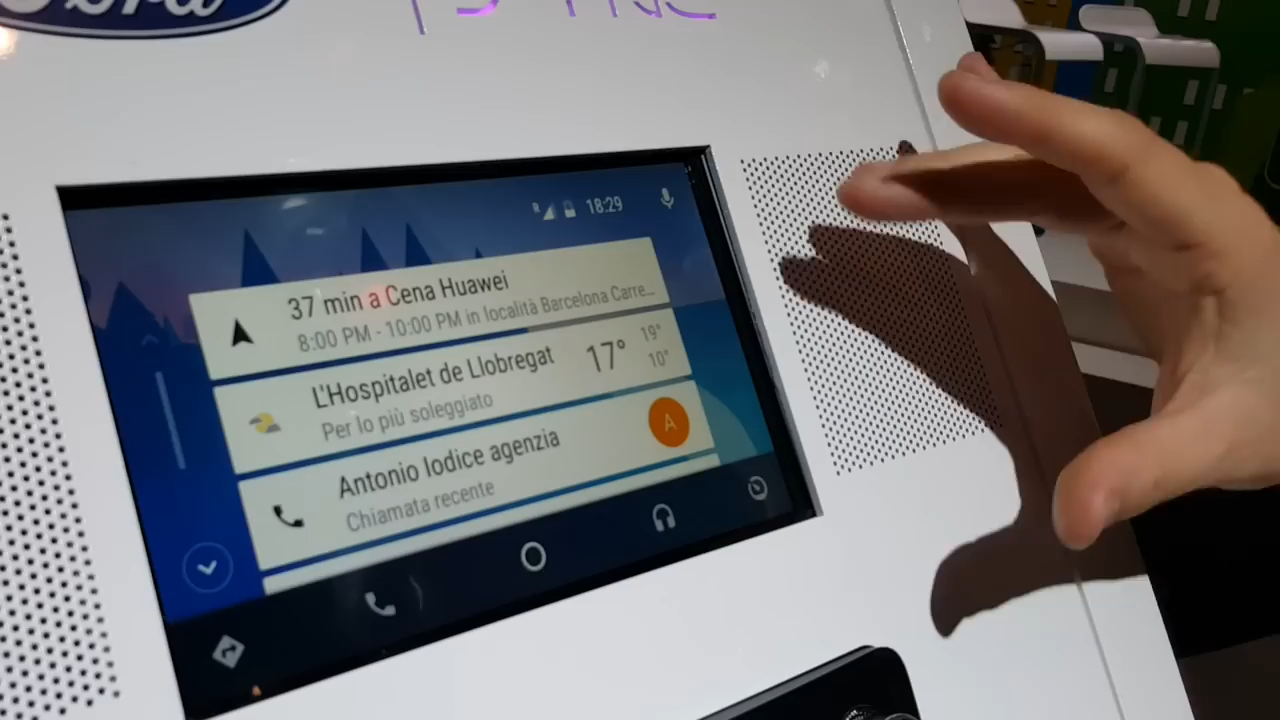 Ford
R
18:29
37 min a Cena Huawei
8:00 PM - 10:00 PM in località Barcelona Carre...
L'Hospitalet de Llobregat
17°
19°
10°
Per lo più soleggiato
Antonio Iodice agenzia
A
Chiamata recente